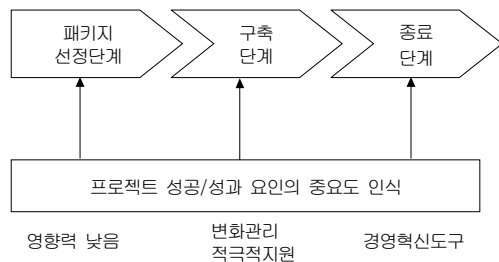 패키지
선정단계
구축
단계
종료
단계
프로젝트 성공/성과 요인의 중요도 인식
영향력 낮음
변화관리
적극적지원
경영혁신도구